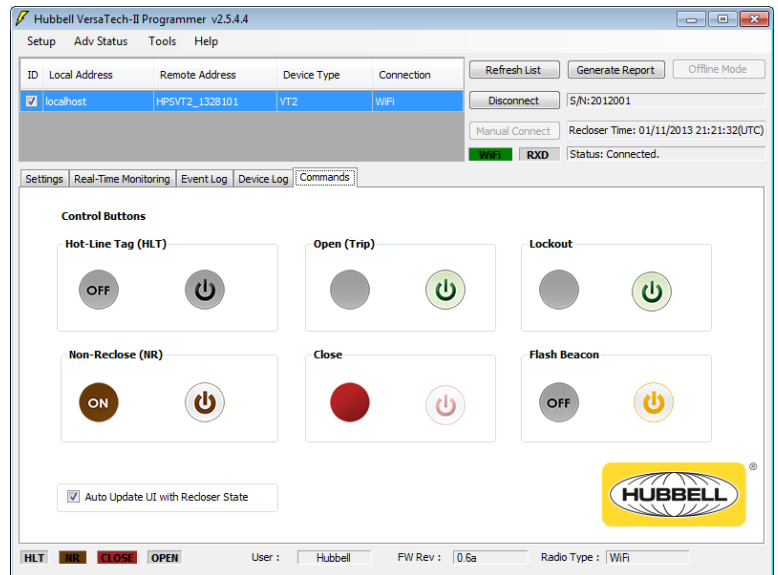 Hubbell VersaTech-II Programmer v2.5.4.4
Setup Adv Status Tools Help
ID Local Address Remote Address Device Type Connection
localhost HPSVT2_1328101 VT2 WiFi
Refresh List Generate Report Offline Mode
Disconnect S/N:2012001
Manual Connect Recloser Time: 01/11/2013 21:21:32(UTC)
WiFi RXD Status: Connected.
Settings Real-Time Monitoring Event Log Device Log Commands
Control Buttons
Hot-Line Tag (HLT) Open (Trip) Lockout
OFF
Non-Reclose (NR) Close Flash Beacon
ON OFF
Auto Update UI with Recloser State
HUBBELL ®
HLT NR CLOSE OPEN User : Hubbell FW Rev : 0.6a Radio Type : WiFi